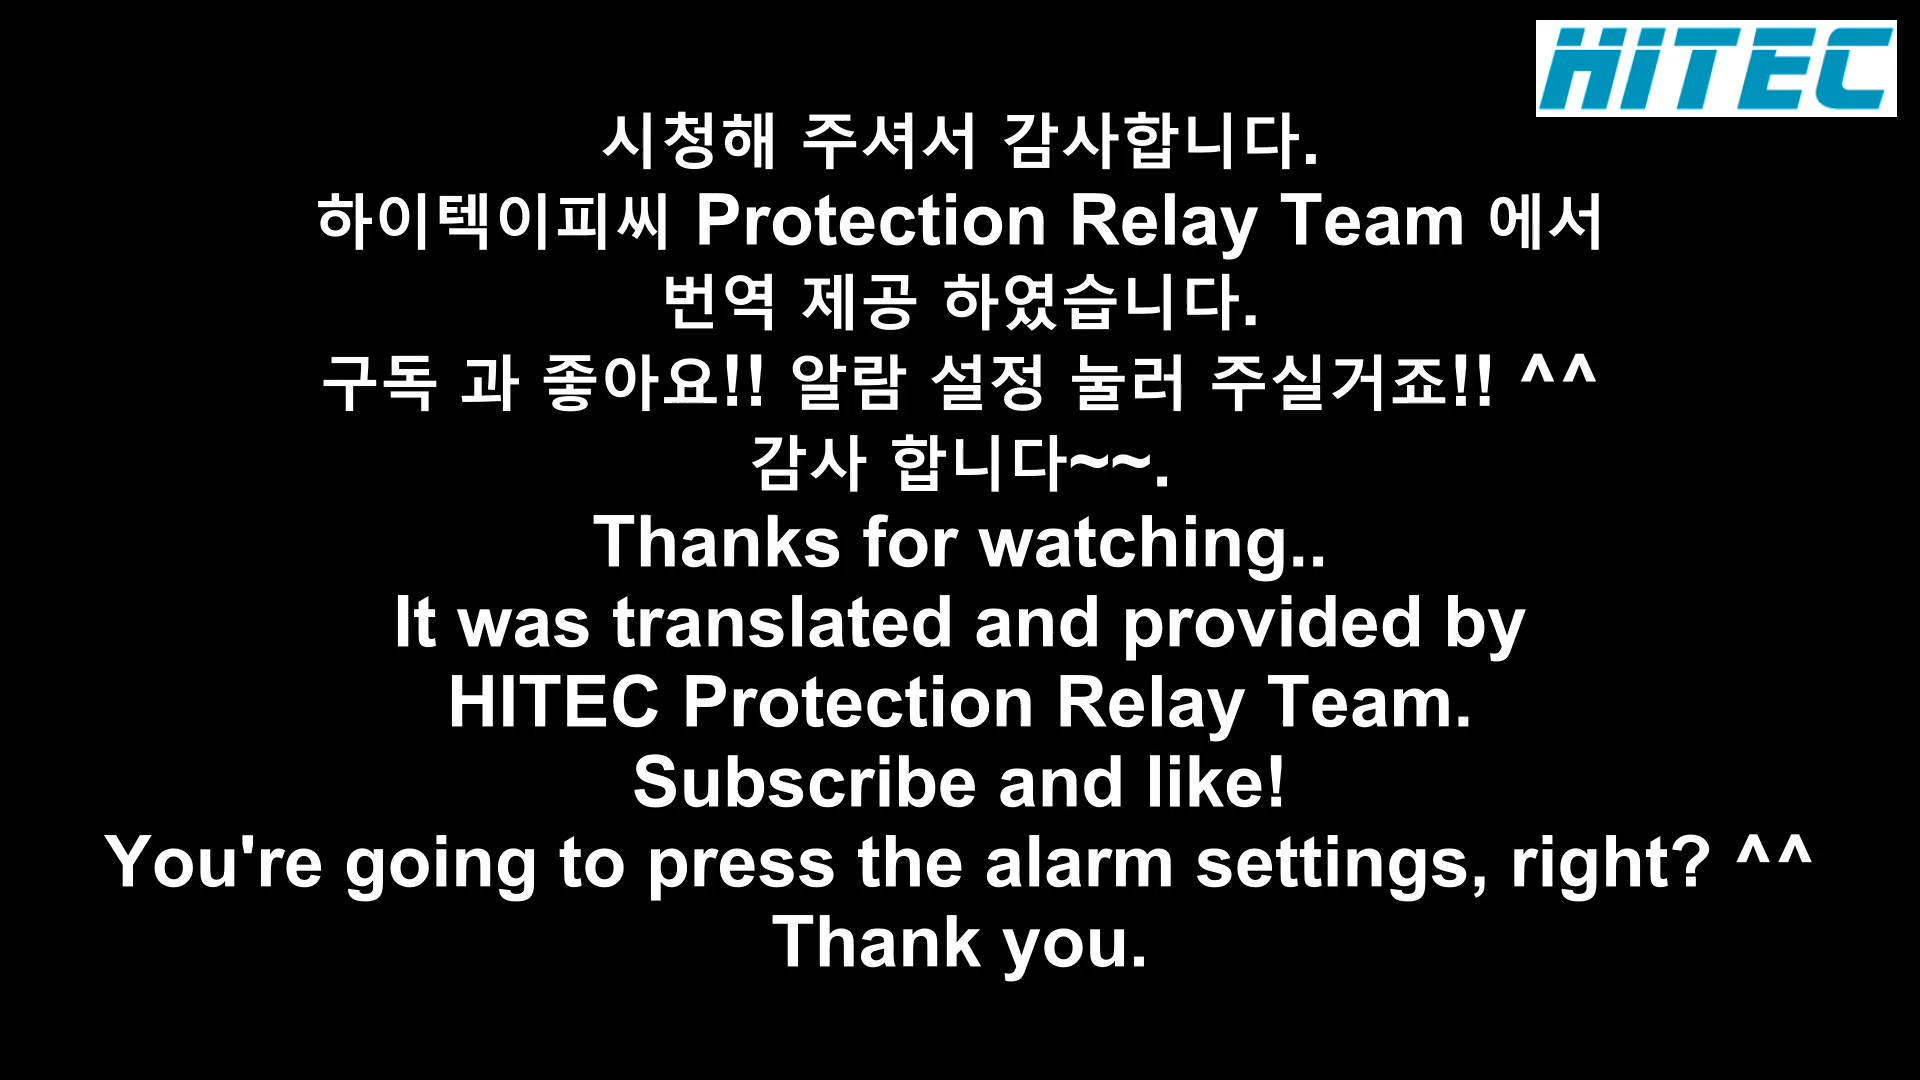 HiTEC
시청해 주셔서 감사합니다.
하이텍이피씨 Protection Relay Team 에서
번역 제공 하였습니다.
구독 과 좋아요!! 알람 설정 눌러 주실거죠!! ^^
감사 합니다~~.
Thanks for watching..
It was translated and provided by
HITEC Protection Relay Team.
Subscribe and like!
You're going to press the alarm settings, right? ^^
Thank you.